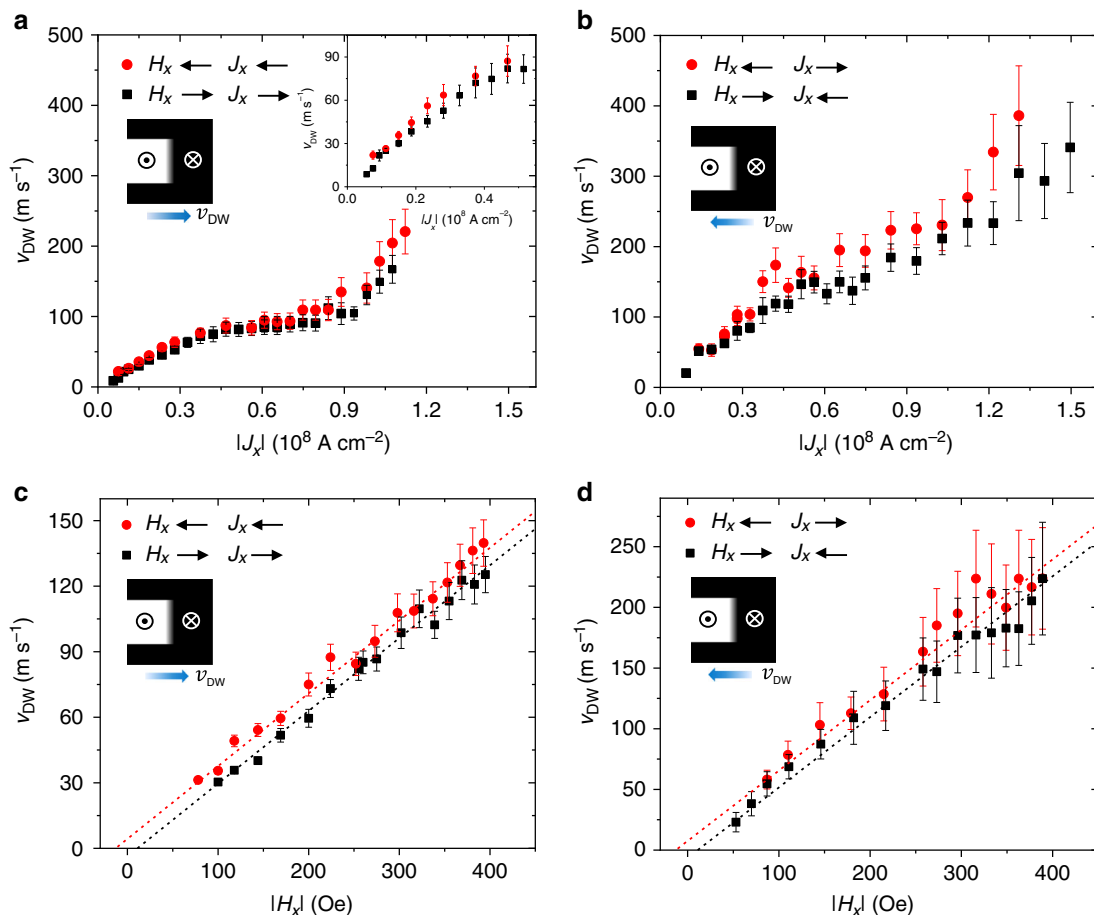 a
500
400
300
200
100
0
v_DW (m s⁻¹)
H_x ← J_x ←
H_x → J_x →
v_DW
90
60
30
0
v_DW (m s⁻¹)
0.0 0.2 0.4
|J_x| (10⁸ A cm⁻²)
0.0 0.3 0.6 0.9 1.2 1.5
|J_x| (10⁸ A cm⁻²)
b
500
400
300
200
100
0
v_DW (m s⁻¹)
H_x ← J_x →
H_x → J_x ←
v_DW
0.0 0.3 0.6 0.9 1.2 1.5
|J_x| (10⁸ A cm⁻²)
c
150
120
90
60
30
0
v_DW (m s⁻¹)
H_x ← J_x ←
H_x → J_x →
v_DW
0 100 200 300 400
|H_x| (Oe)
d
250
200
150
100
50
0
v_DW (m s⁻¹)
H_x ← J_x →
H_x → J_x ←
v_DW
0 100 200 300 400
|H_x| (Oe)